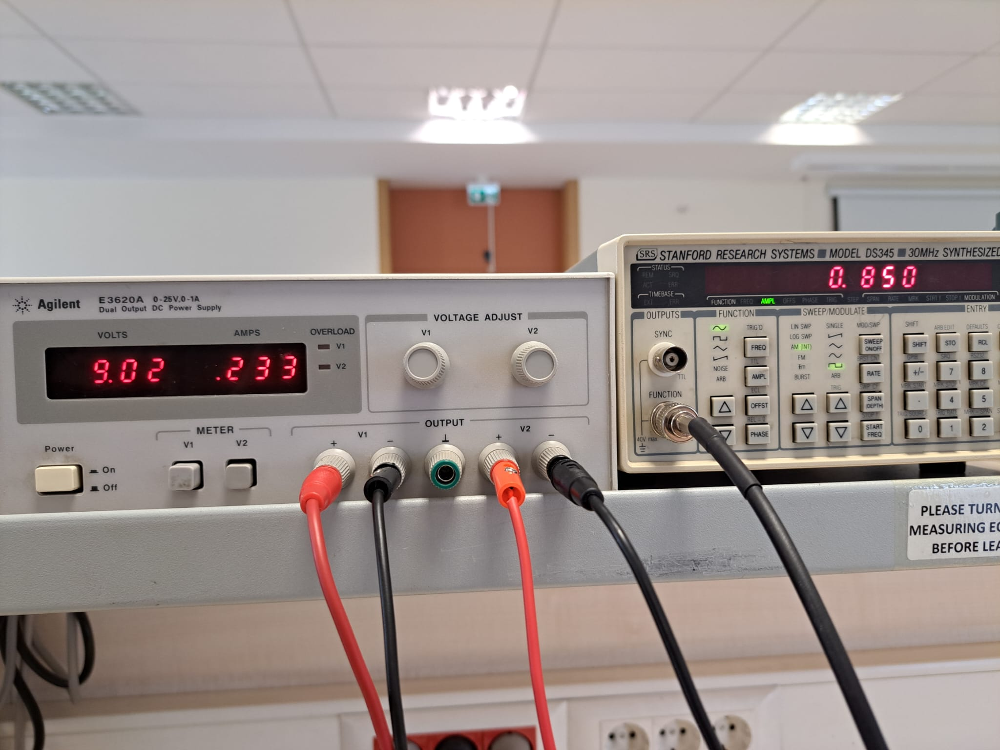 Agilent E3620A 0-25V,0-1A
Dual Output DC Power Supply
VOLTS AMPS OVERLOAD
V1
V2
9.02 .233
VOLTAGE ADJUST
V1 V2
METER
V1 V2
Power
On
Off
OUTPUT
V1 V2
+ − + −
SRS STANFORD RESEARCH SYSTEMS MODEL DS345 30MHz SYNTHESIZED
STATUS
REM SRQ
ACT ERR
TIMEBASE
EXT ERR
0.850
FUNCTION FREQ AMPL OFFS PHASE TRIG STEP SPAN RATE MRK STRT f STOP f MODULATION
OUTPUTS
SYNC
TTL
FUNCTION
40V max
FUNCTION
NOISE
ARB
TRIG'D
FREQ
TTL
AMPL
ECL
OFFST
REL = 0
PHASE
SWEEP/MODULATE
LIN SWP
LOG SWP
AM (INT)
FM
BURST
SINGLE
ARB
TRIG
MOD/SWP
SWEEP ON/OFF
BRST CNT
RATE
SWP CF
SPAN (DEPTH)
STOP f
START FREQ
ENTRY
SHIFT ARB EDIT DEFAULTS
SHIFT STO RCL
GPIB SRQ RS232
+/− 7 8
MRK START MRK STOP MRK CF
. 4 5
TRIG SOURCE TRIG RATE MRK = SPAN
0 1 2
PLEASE TURN
MEASURING
BEFORE